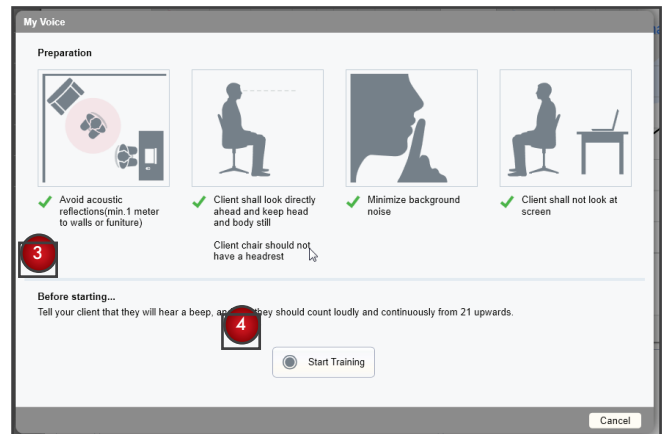 My Voice
Preparation
Avoid acoustic
reflections(min.1 meter
to walls or funiture)
Client shall look directly
ahead and keep head
and body still
Client chair should not
have a headrest
Minimize background
noise
Client shall not look at
screen
3
Before starting...
Tell your client that they will hear a beep, they should count loudly and continuously from 21 upwards.
4
Start Training
Cancel